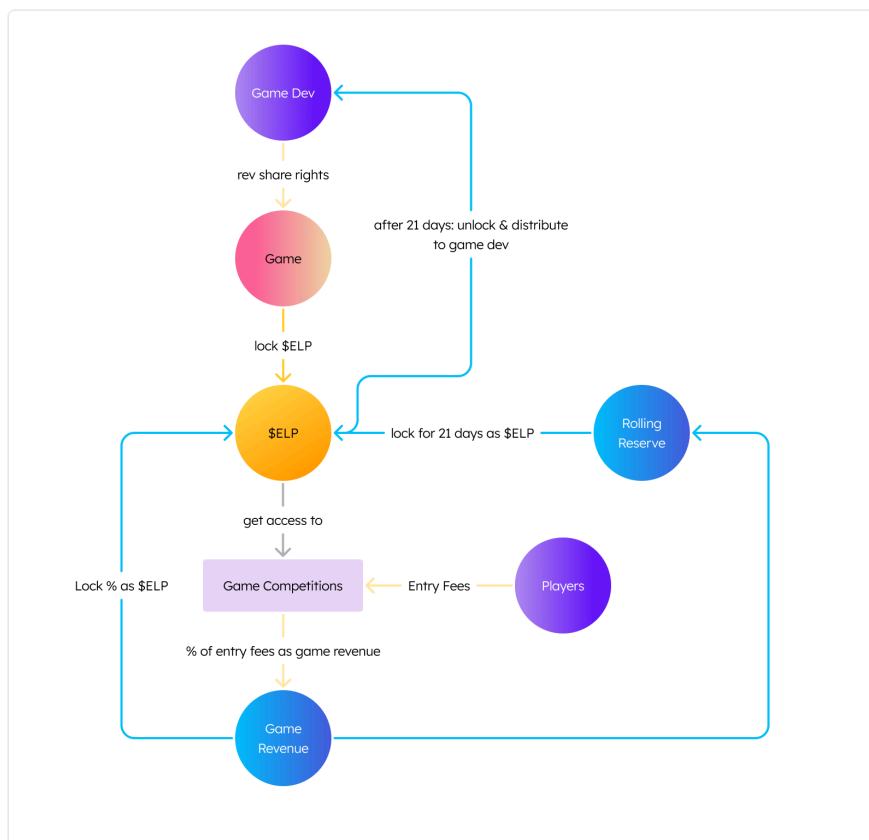 Game Dev
rev share rights
after 21 days: unlock & distribute
to game dev
Game
lock $ELP
$ELP
lock for 21 days as $ELP
Rolling
Reserve
get access to
Lock % as $ELP
Game Competitions
Entry Fees
Players
% of entry fees as game revenue
Game
Revenue